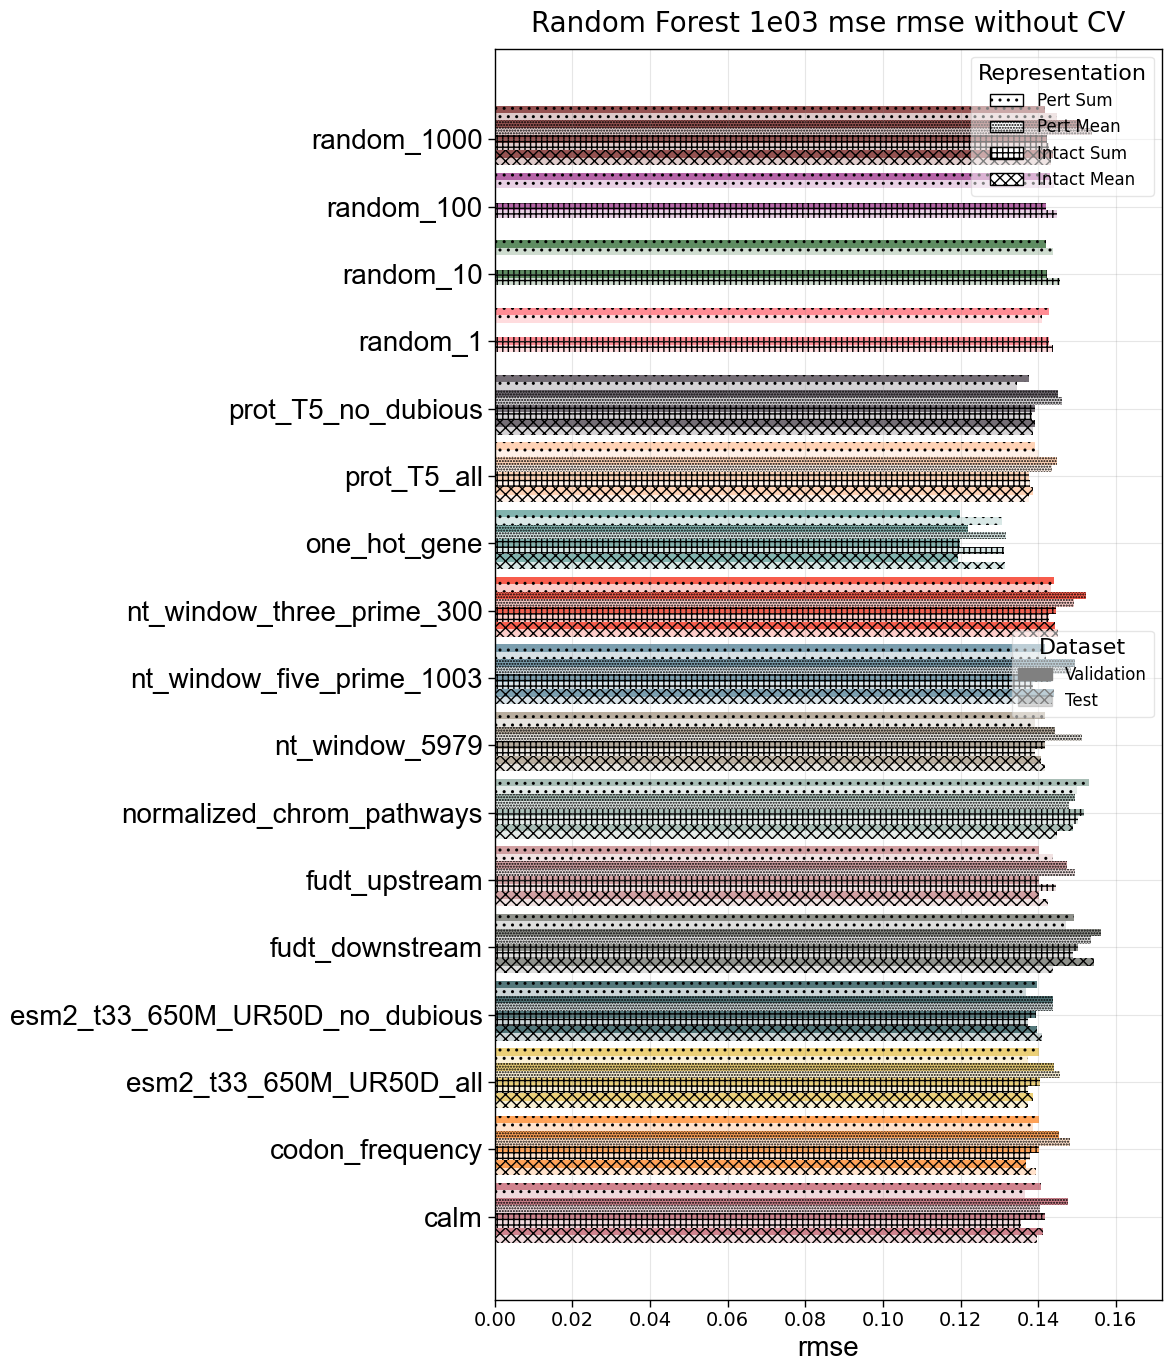 Random Forest 1e03 mse rmse without CV
Representation
Pert Sum
Pert Mean
Intact Sum
Intact Mean
random_1000
random_100
random_10
random_1
prot_T5_no_dubious
prot_T5_all
one_hot_gene
nt_window_three_prime_300
Dataset
Validation
Test
nt_window_five_prime_1003
nt_window_5979
normalized_chrom_pathways
fudt_upstream
fudt_downstream
esm2_t33_650M_UR50D_no_dubious
esm2_t33_650M_UR50D_all
codon_frequency
calm
0.00 0.02 0.04 0.06 0.08 0.10 0.12 0.14 0.16
rmse